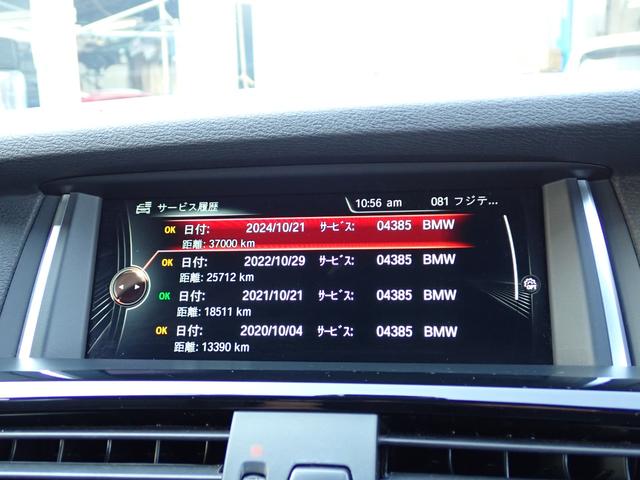 サービス履歴 10:56 am 081 フジテ...
OK 日付: 2024/10/21 ｻｰﾋﾞｽ: 04385 BMW
距離: 37000 km
OK 日付: 2022/10/29 ｻｰﾋﾞｽ: 04385 BMW
距離: 25712 km
OK 日付: 2021/10/21 ｻｰﾋﾞｽ: 04385 BMW
距離: 18511 km
OK 日付: 2020/10/04 ｻｰﾋﾞｽ: 04385 BMW
距離: 13390 km